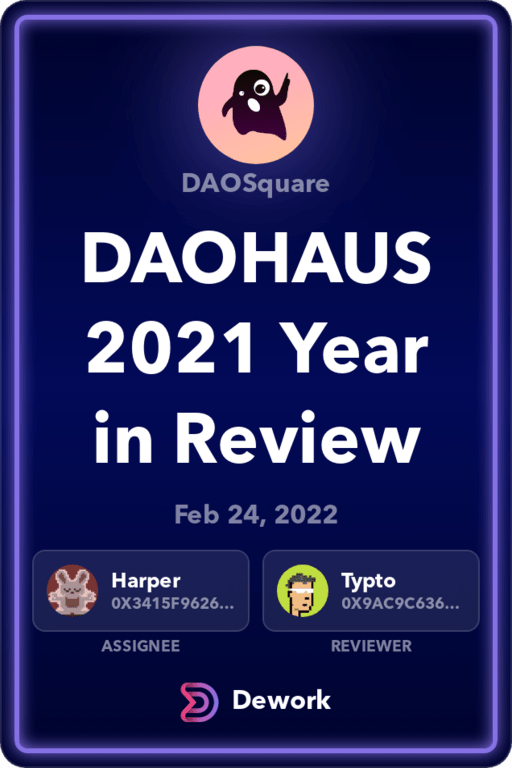 DAOSquare
DAOHAUS
2021 Year
in Review
Feb 24, 2022
Harper
0X3415F9626...
ASSIGNEE
Typto
0X9AC9C636...
REVIEWER
Dework